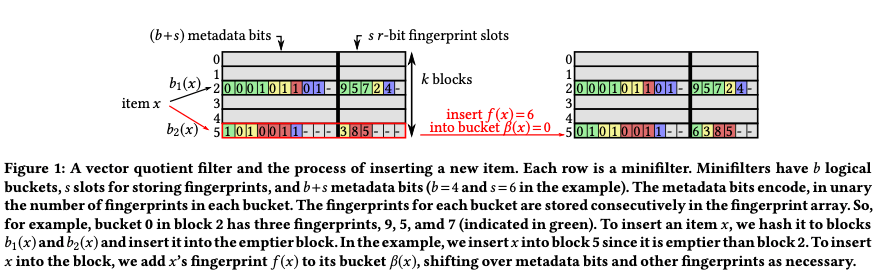 (b+s) metadata bits s r-bit fingerprint slots
0
1
b₁(x) 2 0 0 0 1 0 1 1 0 1 - 9 5 7 2 4 -
3
4
b₂(x) 5 1 0 1 0 0 1 1 - - - 3 8 5 - - -
item x
k blocks
insert f(x)=6
into bucket β(x)=0
0
1
2 0 0 0 1 0 1 1 0 1 - 9 5 7 2 4 -
3
4
5 0 1 0 1 0 0 1 1 - - 6 3 8 5 - -
Figure 1: A vector quotient filter and the process of inserting a new item. Each row is a minifilter. Minifilters have b logical
buckets, s slots for storing fingerprints, and b+s metadata bits (b=4 and s=6 in the example). The metadata bits encode, in unary
the number of fingerprints in each bucket. The fingerprints for each bucket are stored consecutively in the fingerprint array. So,
for example, bucket 0 in block 2 has three fingerprints, 9, 5, amd 7 (indicated in green). To insert an item x, we hash it to blocks
b₁(x) and b₂(x) and insert it into the emptier block. In the example, we insert x into block 5 since it is emptier than block 2. To insert
x into the block, we add x's fingerprint f(x) to its bucket β(x), shifting over metadata bits and other fingerprints as necessary.